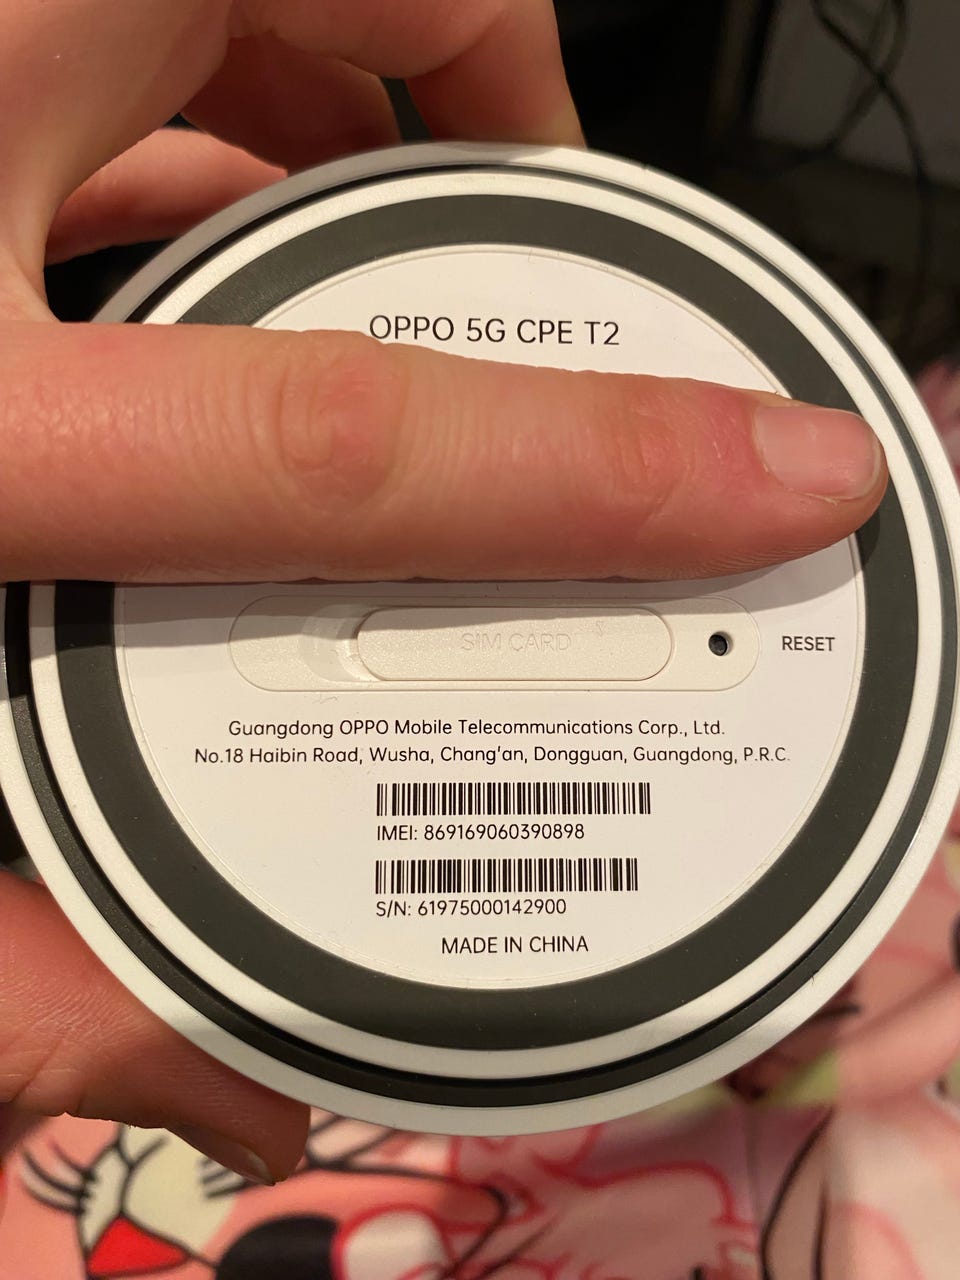 OPPO 5G CPE T2
SIM CARD
RESET
Guangdong OPPO Mobile Telecommunications Corp., Ltd.
No.18 Haibin Road, Wusha, Chang'an, Dongguan, Guangdong, P.R.C.
IMEI: 869169060390898
S/N: 61975000142900
MADE IN CHINA